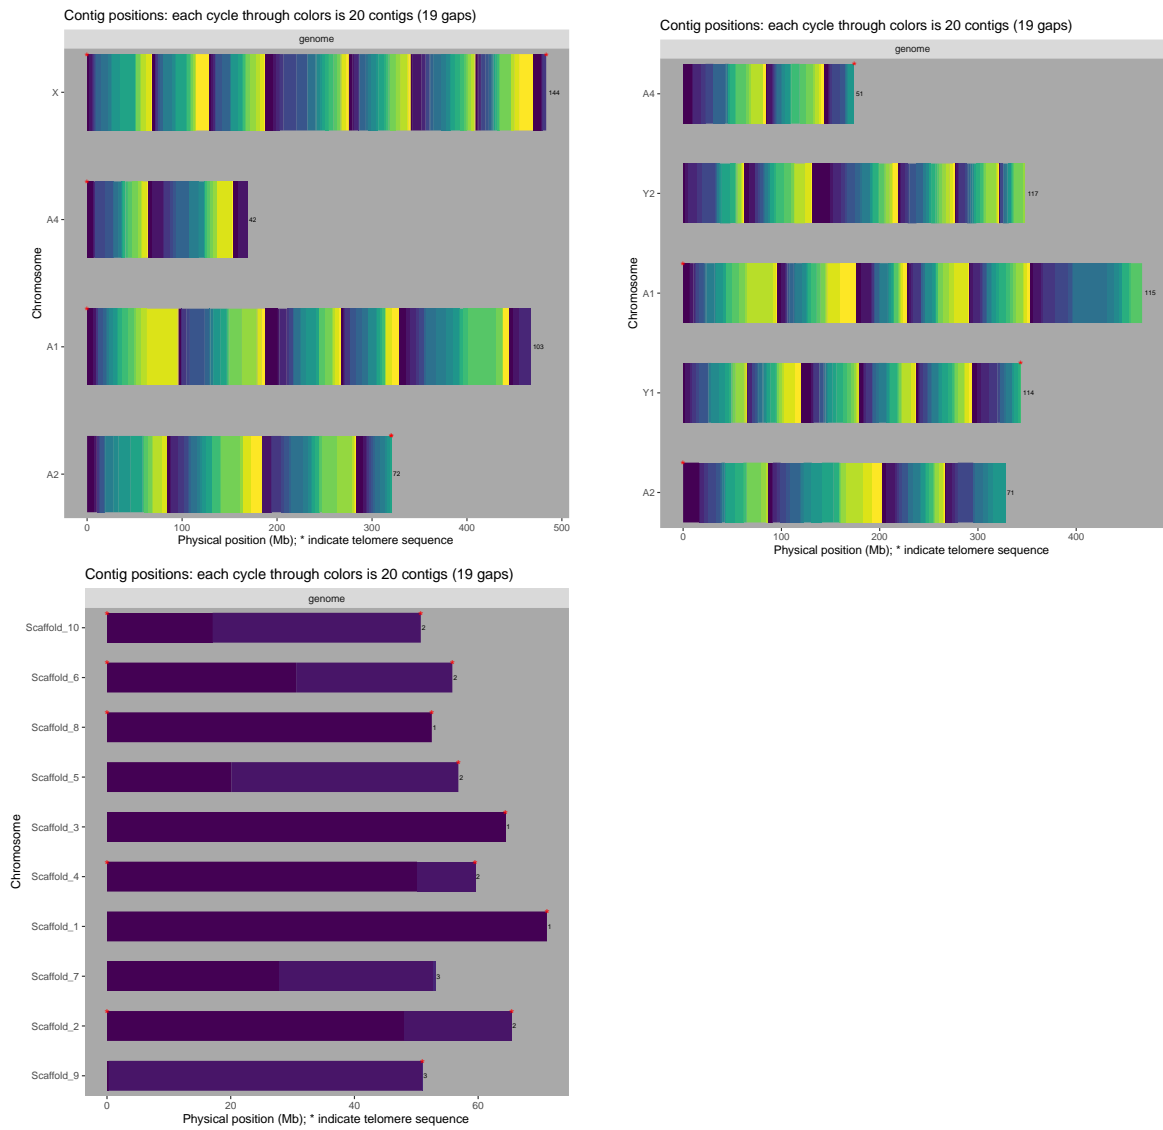 Contig positions: each cycle through colors is 20 contigs (19 gaps)
genome
X
144
A4
42
A1
103
A2
72
Chromosome
0 100 200 300 400 500
Physical position (Mb); * indicate telomere sequence
Contig positions: each cycle through colors is 20 contigs (19 gaps)
genome
A4
51
Y2
117
A1
115
Y1
114
A2
71
Chromosome
0 100 200 300 400
Physical position (Mb); * indicate telomere sequence
Contig positions: each cycle through colors is 20 contigs (19 gaps)
genome
Scaffold_10
2
Scaffold_6
2
Scaffold_8
1
Scaffold_5
2
Scaffold_3
1
Scaffold_4
2
Scaffold_1
1
Scaffold_7
3
Scaffold_2
2
Scaffold_9
3
Chromosome
0 20 40 60
Physical position (Mb); * indicate telomere sequence